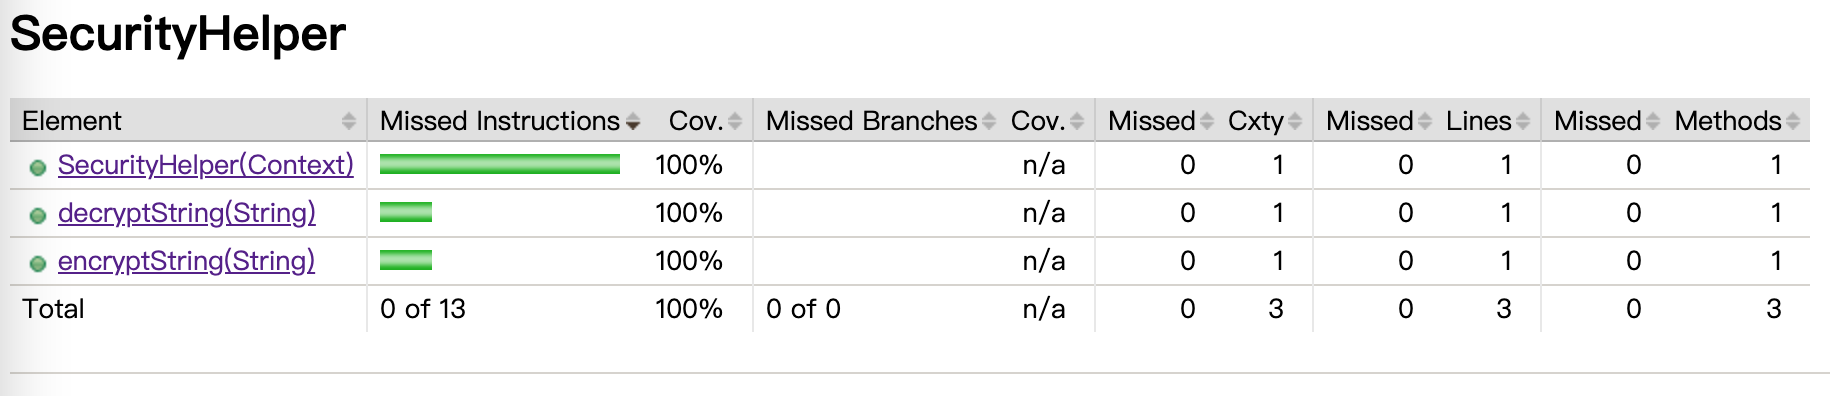 SecurityHelper
Element Missed Instructions Cov. Missed Branches Cov. Missed Cxty Missed Lines Missed Methods
SecurityHelper(Context) 100% n/a 0 1 0 1 0 1
decryptString(String) 100% n/a 0 1 0 1 0 1
encryptString(String) 100% n/a 0 1 0 1 0 1
Total 0 of 13 100% 0 of 0 n/a 0 3 0 3 0 3